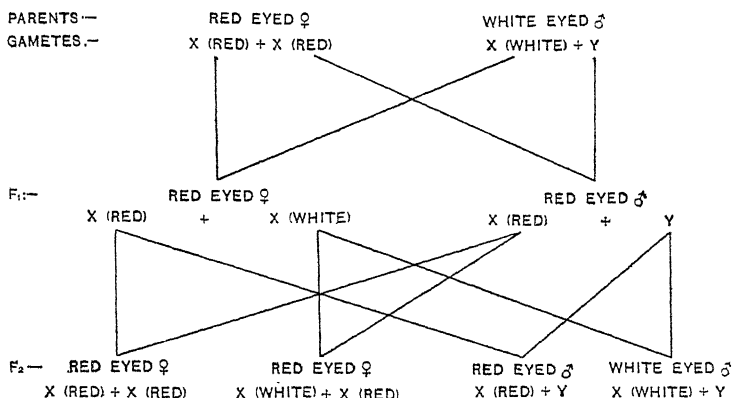 PARENTS:— RED EYED ♀ WHITE EYED ♂
GAMETES.— X (RED) + X (RED) X (WHITE) + Y
F₁:— RED EYED ♀ RED EYED ♂
X (RED) + X (WHITE) X (RED) + Y
F₂— RED EYED ♀ RED EYED ♀ RED EYED ♂ WHITE EYED ♂
X (RED) + X (RED) X (WHITE) + X (RED) X (RED) + Y X (WHITE) + Y